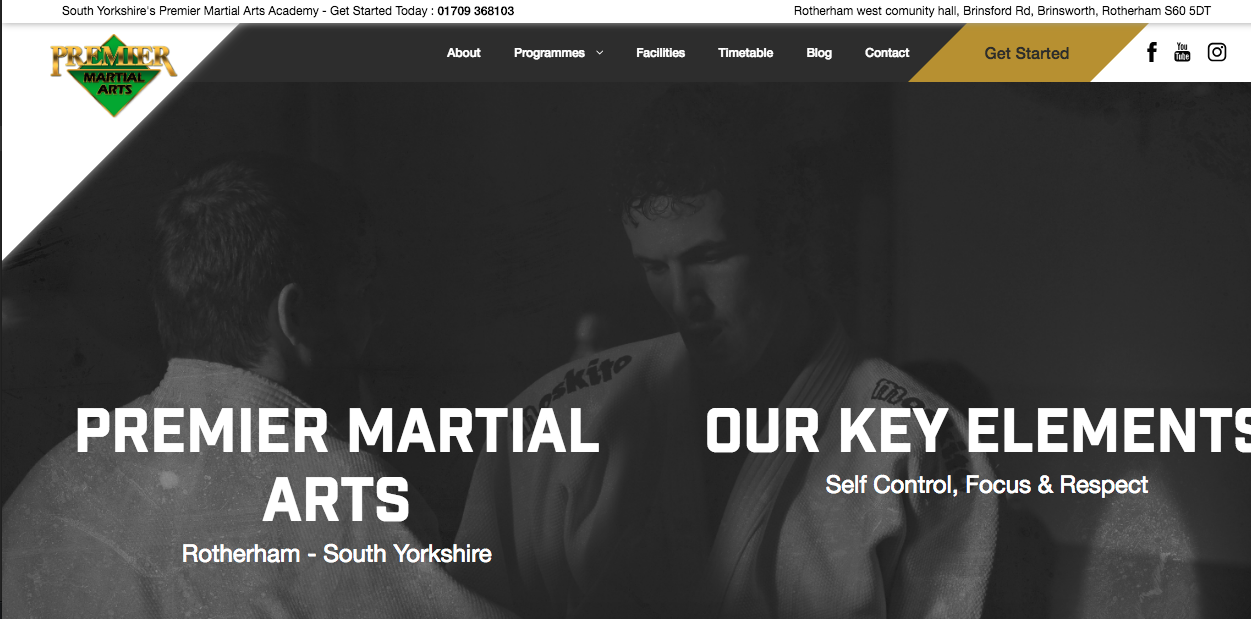 South Yorkshire's Premier Martial Arts Academy - Get Started Today : 01709 368103
Rotherham west comunity hall, Brinsford Rd, Brinsworth, Rotherham S60 5DT
PREMIER
MARTIAL
ARTS
About Programmes Facilities Timetable Blog Contact Get Started
You
Tube
PREMIER MARTIAL
ARTS
Rotherham - South Yorkshire
OUR KEY ELEMENTS
Self Control, Focus & Respect